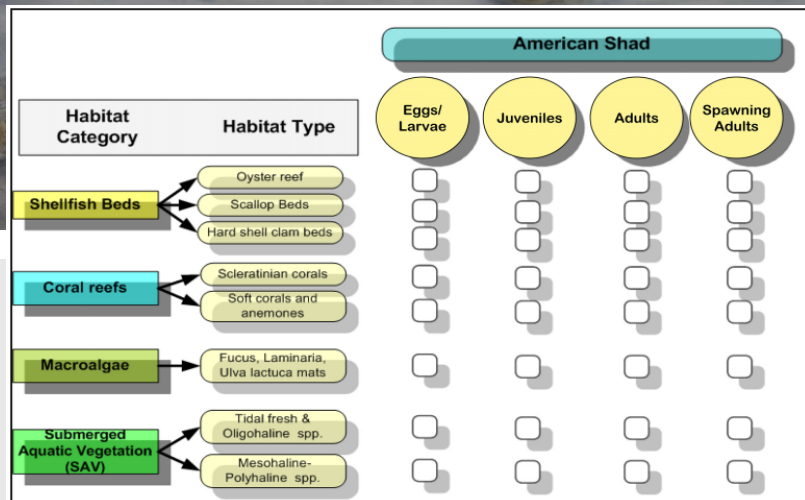 American Shad
Habitat
Category
Habitat Type
Eggs/
Larvae
Juveniles
Adults
Spawning
Adults
Shellfish Beds
Oyster reef
Scallop Beds
Hard shell clam beds
Coral reefs
Scleratinian corals
Soft corals and
anemones
Macroalgae
Fucus, Laminaria,
Ulva lactuca mats
Submerged
Aquatic Vegetation
(SAV)
Tidal fresh &
Oligohaline spp.
Mesohaline-
Polyhaline spp.